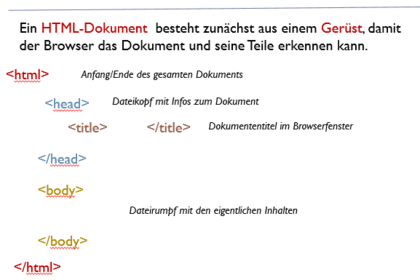 Ein HTML-Dokument besteht zunächst aus einem Gerüst, damit
der Browser das Dokument und seine Teile erkennen kann.
<html> Anfang/Ende des gesamten Dokuments
<head> Dateikopf mit Infos zum Dokument
<title> </title> Dokumententitel im Browserfenster
</head>
<body>
Dateirumpf mit den eigentlichen Inhalten
</body>
</html>